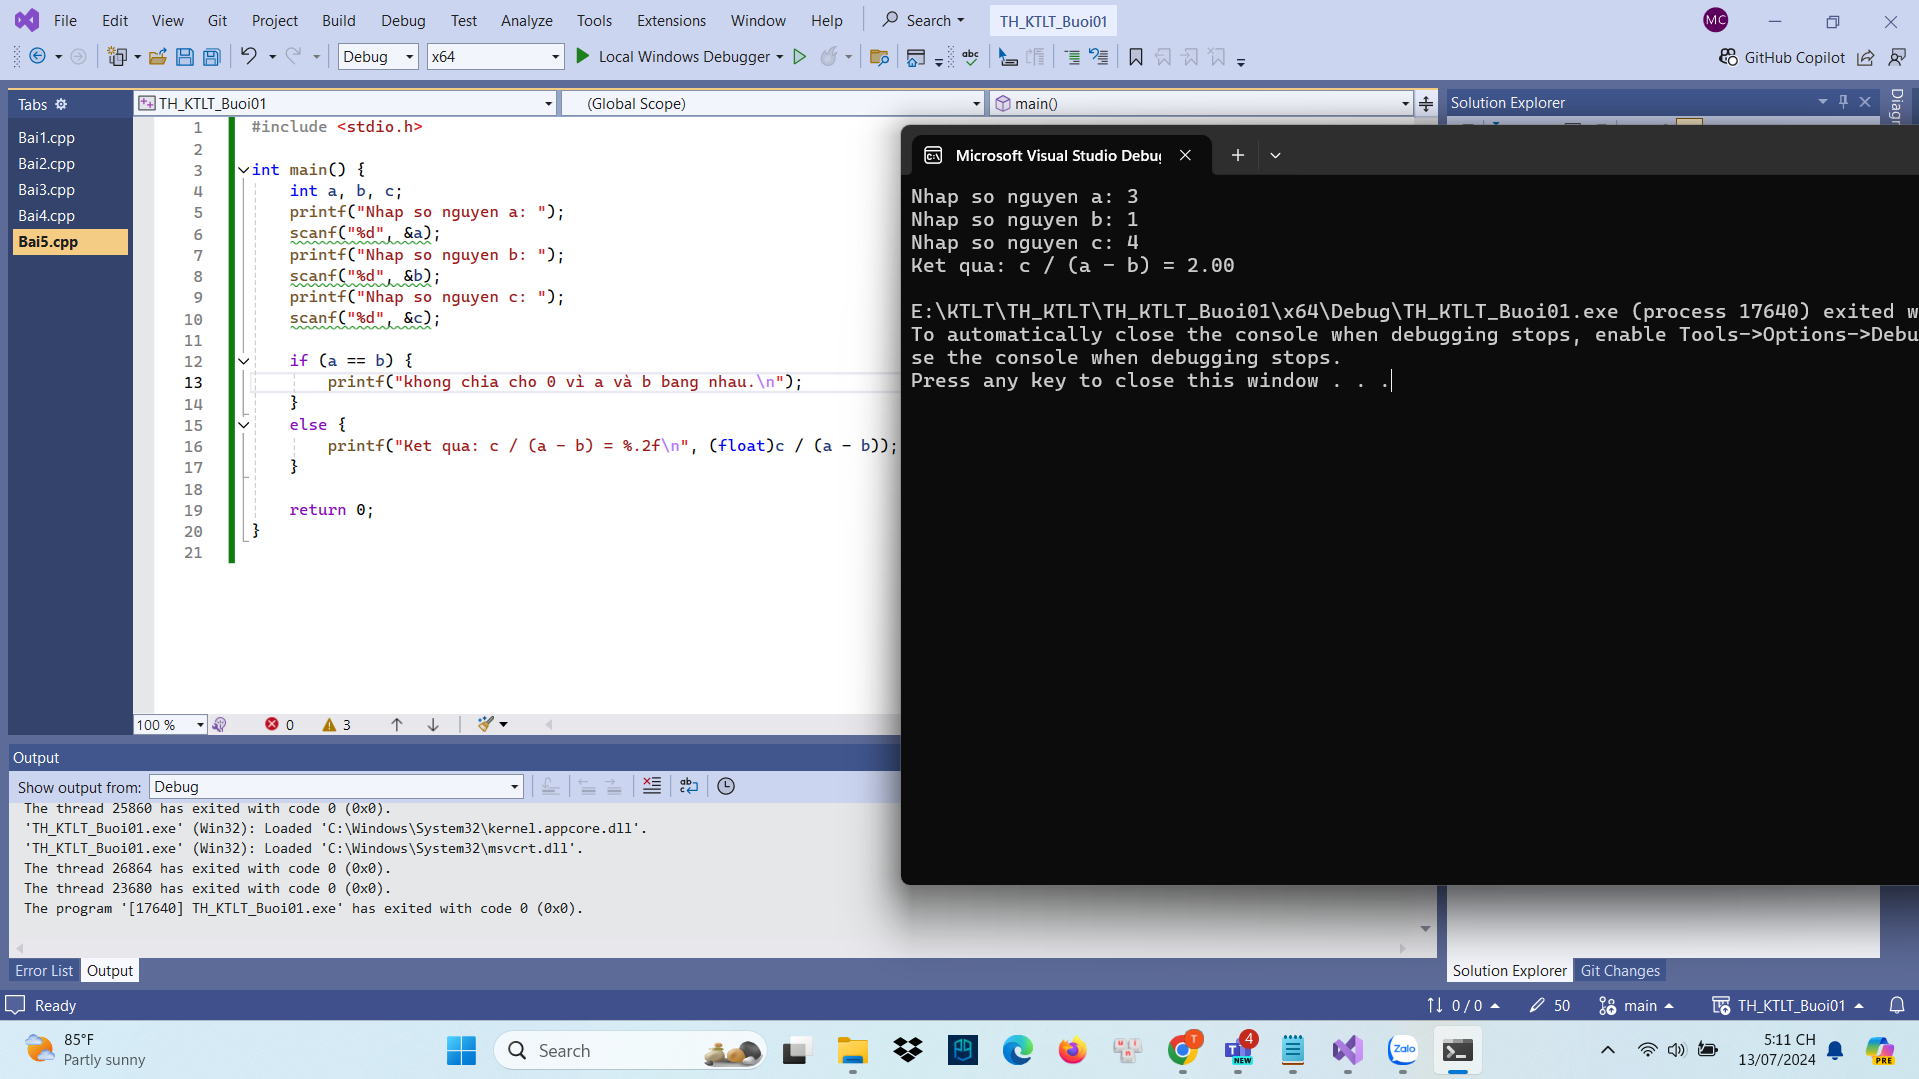 File Edit View Git Project Build Debug Test Analyze Tools Extensions Window Help Search TH_KTLT_Buoi01 MC
Debug x64 Local Windows Debugger GitHub Copilot
Tabs TH_KTLT_Buoi01 (Global Scope) main() Solution Explorer
Bai1.cpp
Bai2.cpp
Bai3.cpp
Bai4.cpp
Bai5.cpp
1 #include <stdio.h>
2
3 int main() {
4 int a, b, c;
5 printf("Nhap so nguyen a: ");
6 scanf("%d", &a);
7 printf("Nhap so nguyen b: ");
8 scanf("%d", &b);
9 printf("Nhap so nguyen c: ");
10 scanf("%d", &c);
11
12 if (a == b) {
13 printf("khong chia cho 0 vì a và b bang nhau.\n");
14 }
15 else {
16 printf("Ket qua: c / (a - b) = %.2f\n", (float)c / (a - b));
17 }
18
19 return 0;
20 }
21
Microsoft Visual Studio Debug
Nhap so nguyen a: 3
Nhap so nguyen b: 1
Nhap so nguyen c: 4
Ket qua: c / (a - b) = 2.00
E:\KTLT\TH_KTLT\TH_KTLT_Buoi01\x64\Debug\TH_KTLT_Buoi01.exe (process 17640) exited w
To automatically close the console when debugging stops, enable Tools->Options->Debu
se the console when debugging stops.
Press any key to close this window . . .
100 % 0 3
Output
Show output from: Debug
The thread 25860 has exited with code 0 (0x0).
'TH_KTLT_Buoi01.exe' (Win32): Loaded 'C:\Windows\System32\kernel.appcore.dll'.
'TH_KTLT_Buoi01.exe' (Win32): Loaded 'C:\Windows\System32\msvcrt.dll'.
The thread 26864 has exited with code 0 (0x0).
The thread 23680 has exited with code 0 (0x0).
The program '[17640] TH_KTLT_Buoi01.exe' has exited with code 0 (0x0).
Error List Output Solution Explorer Git Changes
Ready 0 / 0 50 main TH_KTLT_Buoi01
85°F
Partly sunny
Search
T
4
NEW
Zalo
5:11 CH
13/07/2024
PRE